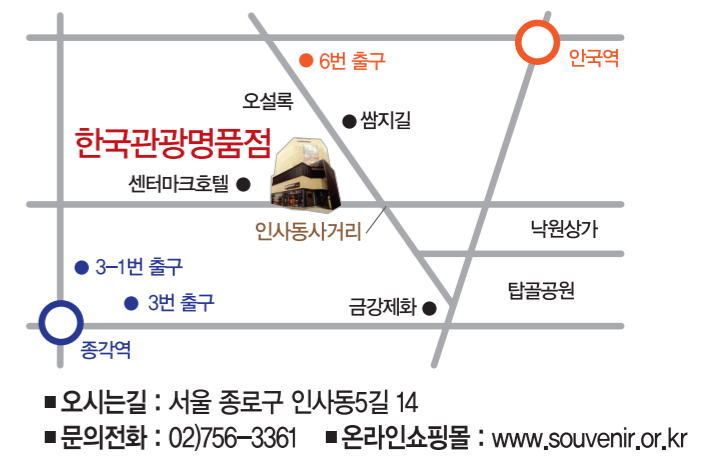 6번 출구
안국역
오설록
쌈지길
한국관광명품점
센터마크호텔
인사동사거리
낙원상가
3-1번 출구
탑골공원
3번 출구
금강제화
종각역
■ 오시는길 : 서울 종로구 인사동5길 14
■ 문의전화 : 02)756-3361 ■ 온라인쇼핑몰 : www.souvenir.or.kr